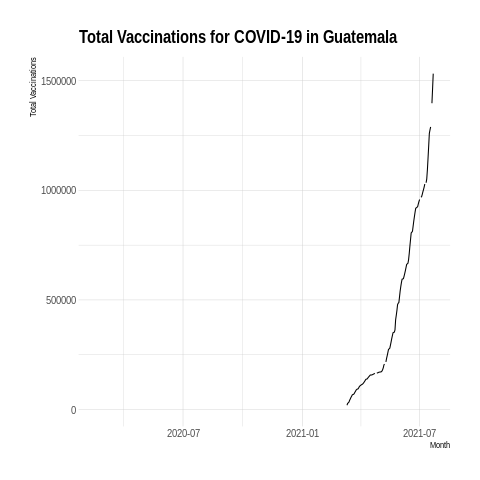 Total Vaccinations for COVID-19 in Guatemala
Total Vaccinations
1500000
1000000
500000
0
2020-07 2021-01 2021-07
Month